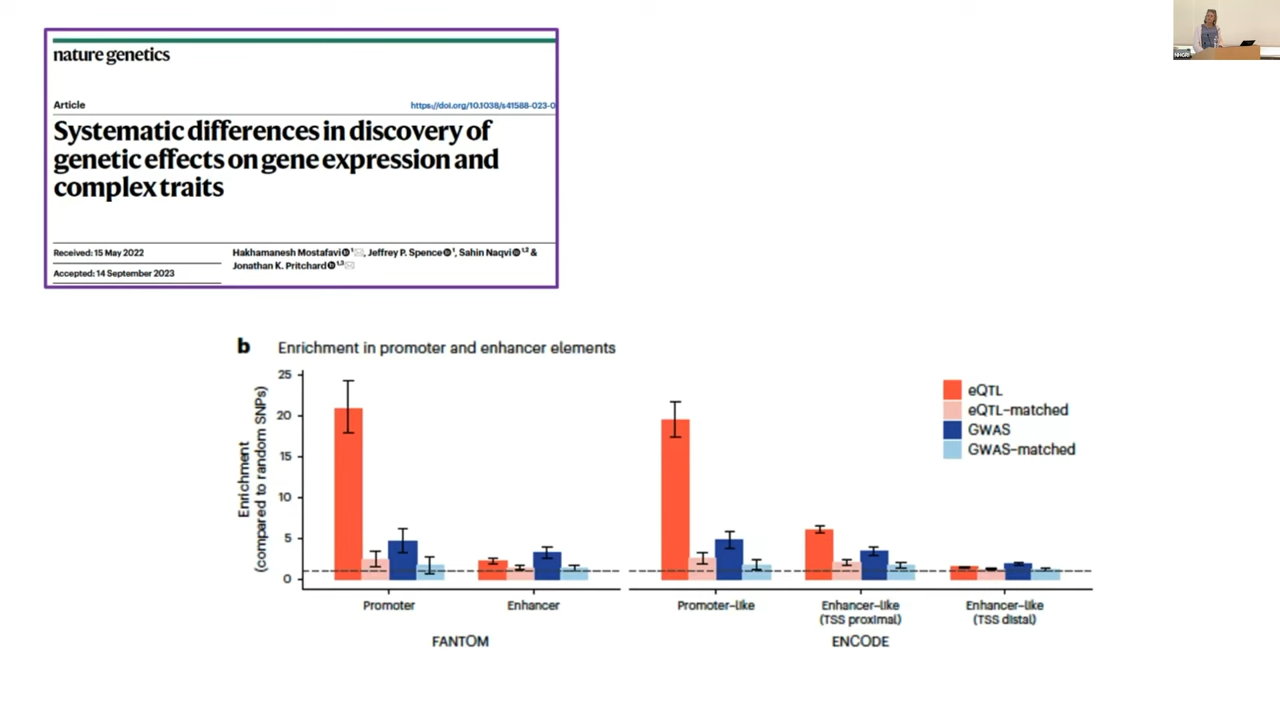 nature genetics
Article
https://doi.org/10.1038/s41588-023-0
Systematic differences in discovery of
genetic effects on gene expression and
complex traits
Received: 15 May 2022
Accepted: 14 September 2023
Hakhamanesh Mostafavi 1, Jeffrey P. Spence 1, Sahin Naqvi 1,2 &
Jonathan K. Pritchard 1,3
b Enrichment in promoter and enhancer elements
Enrichment
(compared to random SNPs)
25
20
15
10
5
0
eQTL
eQTL-matched
GWAS
GWAS-matched
Promoter
Enhancer
Promoter-like
Enhancer-like
(TSS proximal)
Enhancer-like
(TSS distal)
FANTOM
ENCODE
NHGRI